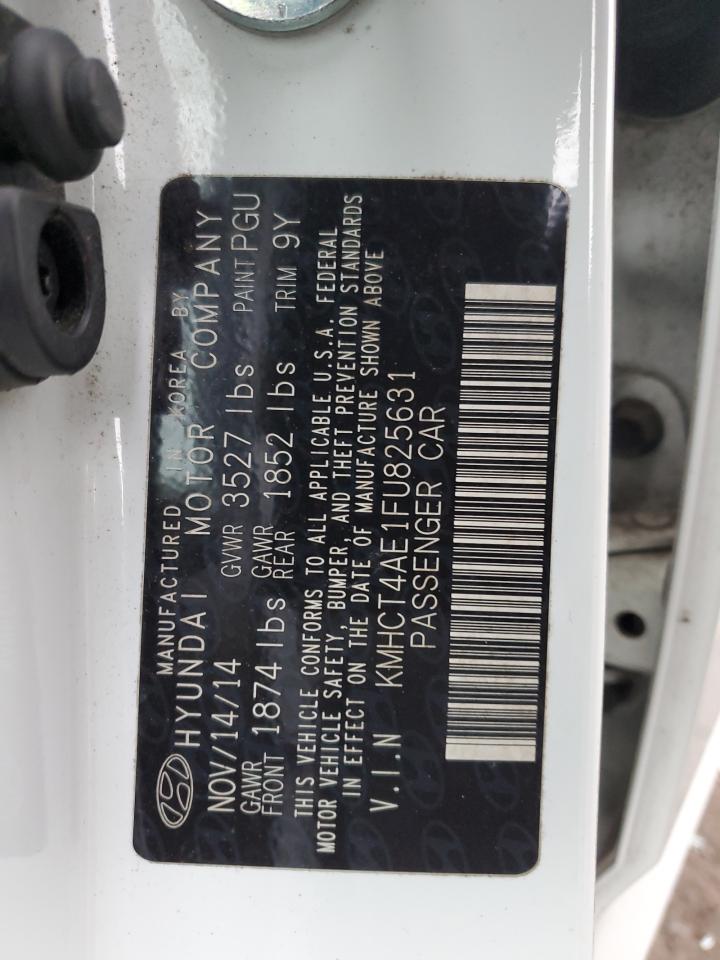 MANUFACTURED IN KOREA BY
HYUNDAI MOTOR COMPANY
NOV/14/14 GVWR 3527 lbs PAINT PGU
GAWR FRONT 1874 lbs GAWR REAR 1852 lbs TRIM 9Y
THIS VEHICLE CONFORMS TO ALL APPLICABLE U.S.A. FEDERAL
MOTOR VEHICLE SAFETY, BUMPER, AND THEFT PREVENTION STANDARDS
IN EFFECT ON THE DATE OF MANUFACTURE SHOWN ABOVE
V.I.N KMHCT4AE1FU825631
PASSENGER CAR